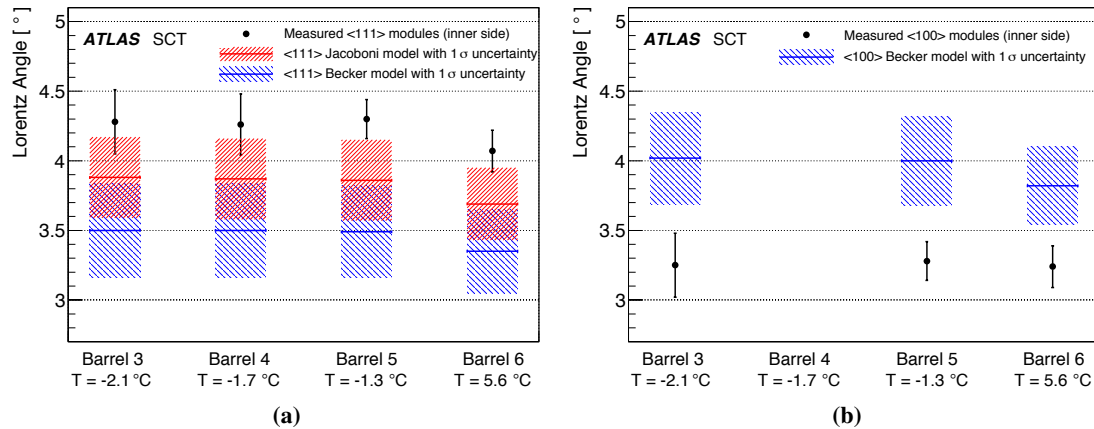 Lorentz Angle [ ° ]
5
4.5
4
3.5
3
ATLAS SCT
Measured <111> modules (inner side)
<111> Jacoboni model with 1 σ uncertainty
<111> Becker model with 1 σ uncertainty
Barrel 3 Barrel 4 Barrel 5 Barrel 6
T = -2.1 °C T = -1.7 °C T = -1.3 °C T = 5.6 °C
(a)
Lorentz Angle [ ° ]
5
4.5
4
3.5
3
ATLAS SCT
Measured <100> modules (inner side)
<100> Becker model with 1 σ uncertainty
Barrel 3 Barrel 4 Barrel 5 Barrel 6
T = -2.1 °C T = -1.7 °C T = -1.3 °C T = 5.6 °C
(b)